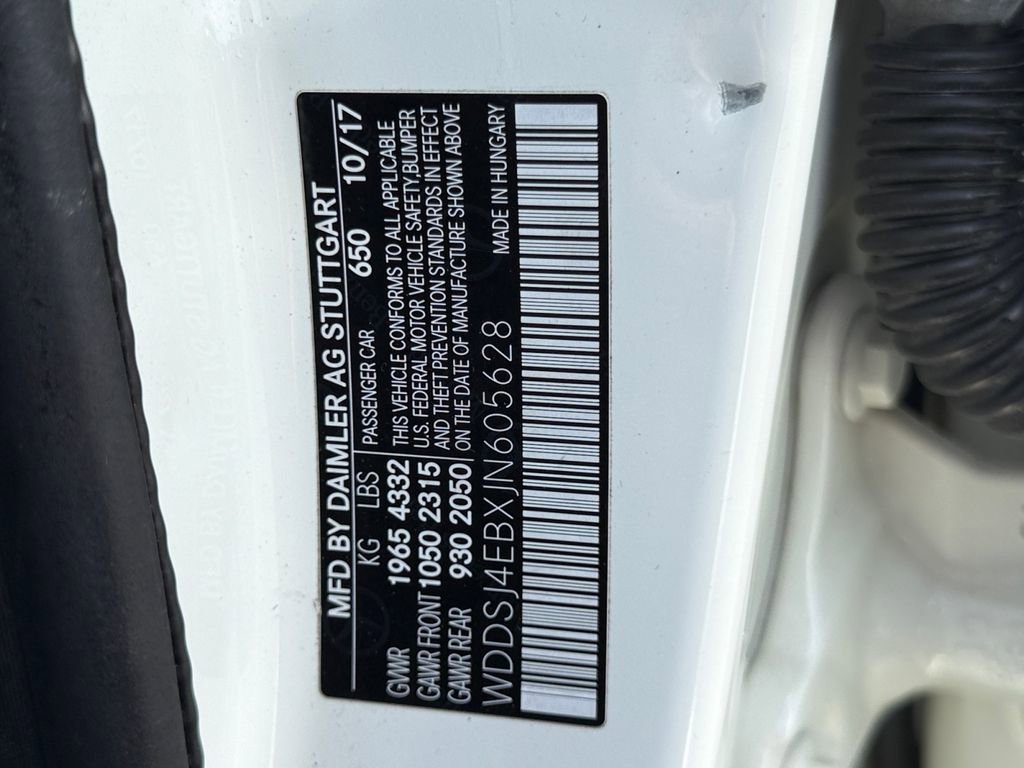 MFD BY DAIMLER AG STUTTGART
KG LBS PASSENGER CAR 650 10/17
GWR 1965 4332 THIS VEHICLE CONFORMS TO ALL APPLICABLE
GAWR FRONT 1050 2315 U.S. FEDERAL MOTOR VEHICLE SAFETY,BUMPER
GAWR REAR 930 2050 AND THEFT PREVENTION STANDARDS IN EFFECT
ON THE DATE OF MANUFACTURE SHOWN ABOVE
WDDSJ4EBXJN605628 MADE IN HUNGARY